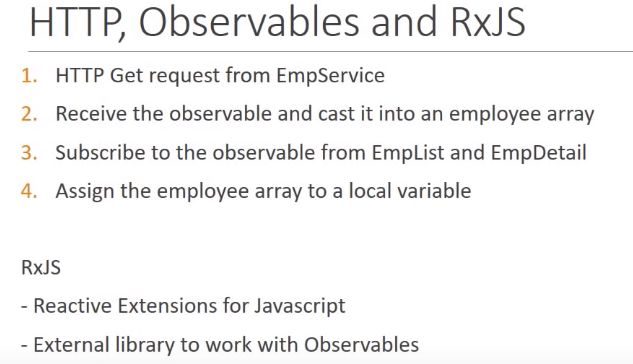 HTTP, Observables and RxJS
1. HTTP Get request from EmpService
2. Receive the observable and cast it into an employee array
3. Subscribe to the observable from EmpList and EmpDetail
4. Assign the employee array to a local variable
RxJS
- Reactive Extensions for Javascript
- External library to work with Observables